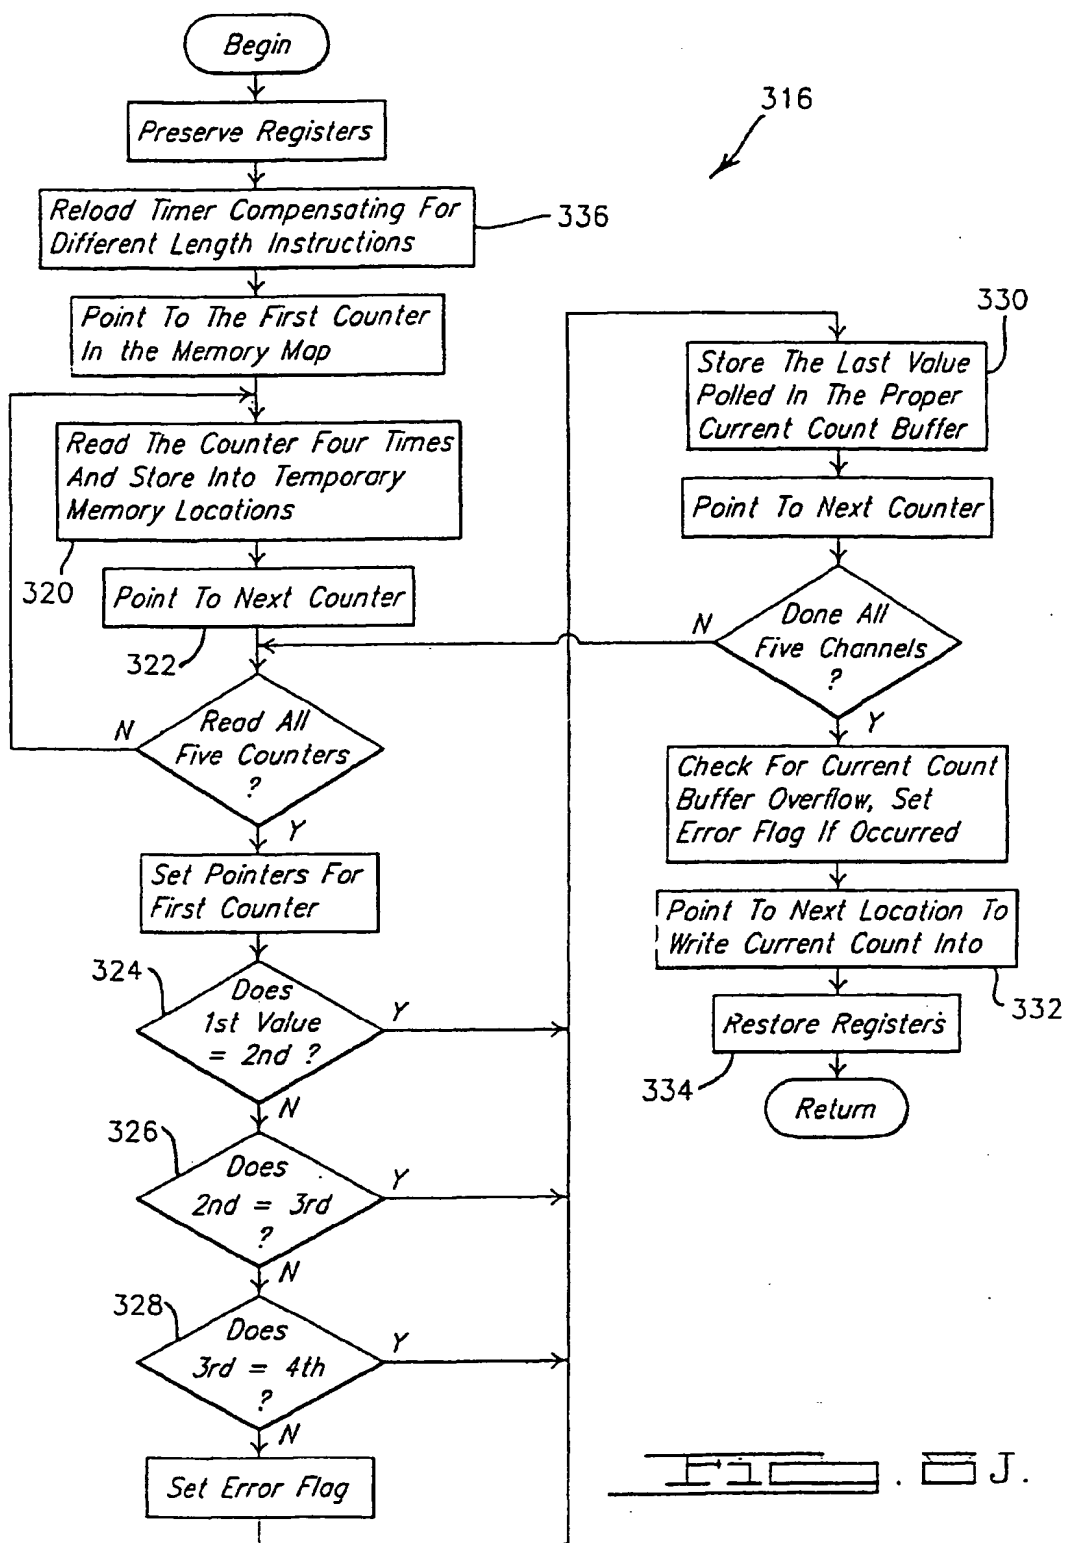 Begin
316
Preserve Registers
Reload Timer Compensating For
Different Length Instructions
336
Point To The First Counter
In the Memory Map
Read The Counter Four Times
And Store Into Temporary
Memory Locations
320
Point To Next Counter
322
N
Read All
Five Counters
?
Y
Set Pointers For
First Counter
324
Does
1st Value
= 2nd ?
Y
N
326
Does
2nd = 3rd
?
Y
N
328
Does
3rd = 4th
?
Y
N
Set Error Flag
330
Store The Last Value
Polled In The Proper
Current Count Buffer
Point To Next Counter
N
Done All
Five Channels
?
Y
Check For Current Count
Buffer Overflow, Set
Error Flag If Occurred
Point To Next Location To
Write Current Count Into
332
Restore Registers
334
Return
J.